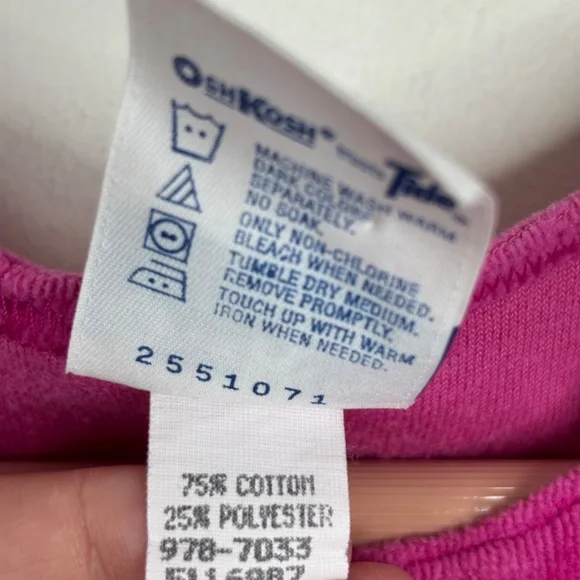 OSHKOSH®
MACHINE WASH WARM
DARK COLORS
SEPARATELY.
NO SOAK.
ONLY NON-CHLORINE
BLEACH WHEN NEEDED.
TUMBLE DRY MEDIUM.
REMOVE PROMPTLY.
TOUCH UP WITH WARM
IRON WHEN NEEDED.
2551071
75% COTTON
25% POLYESTER
978-7033